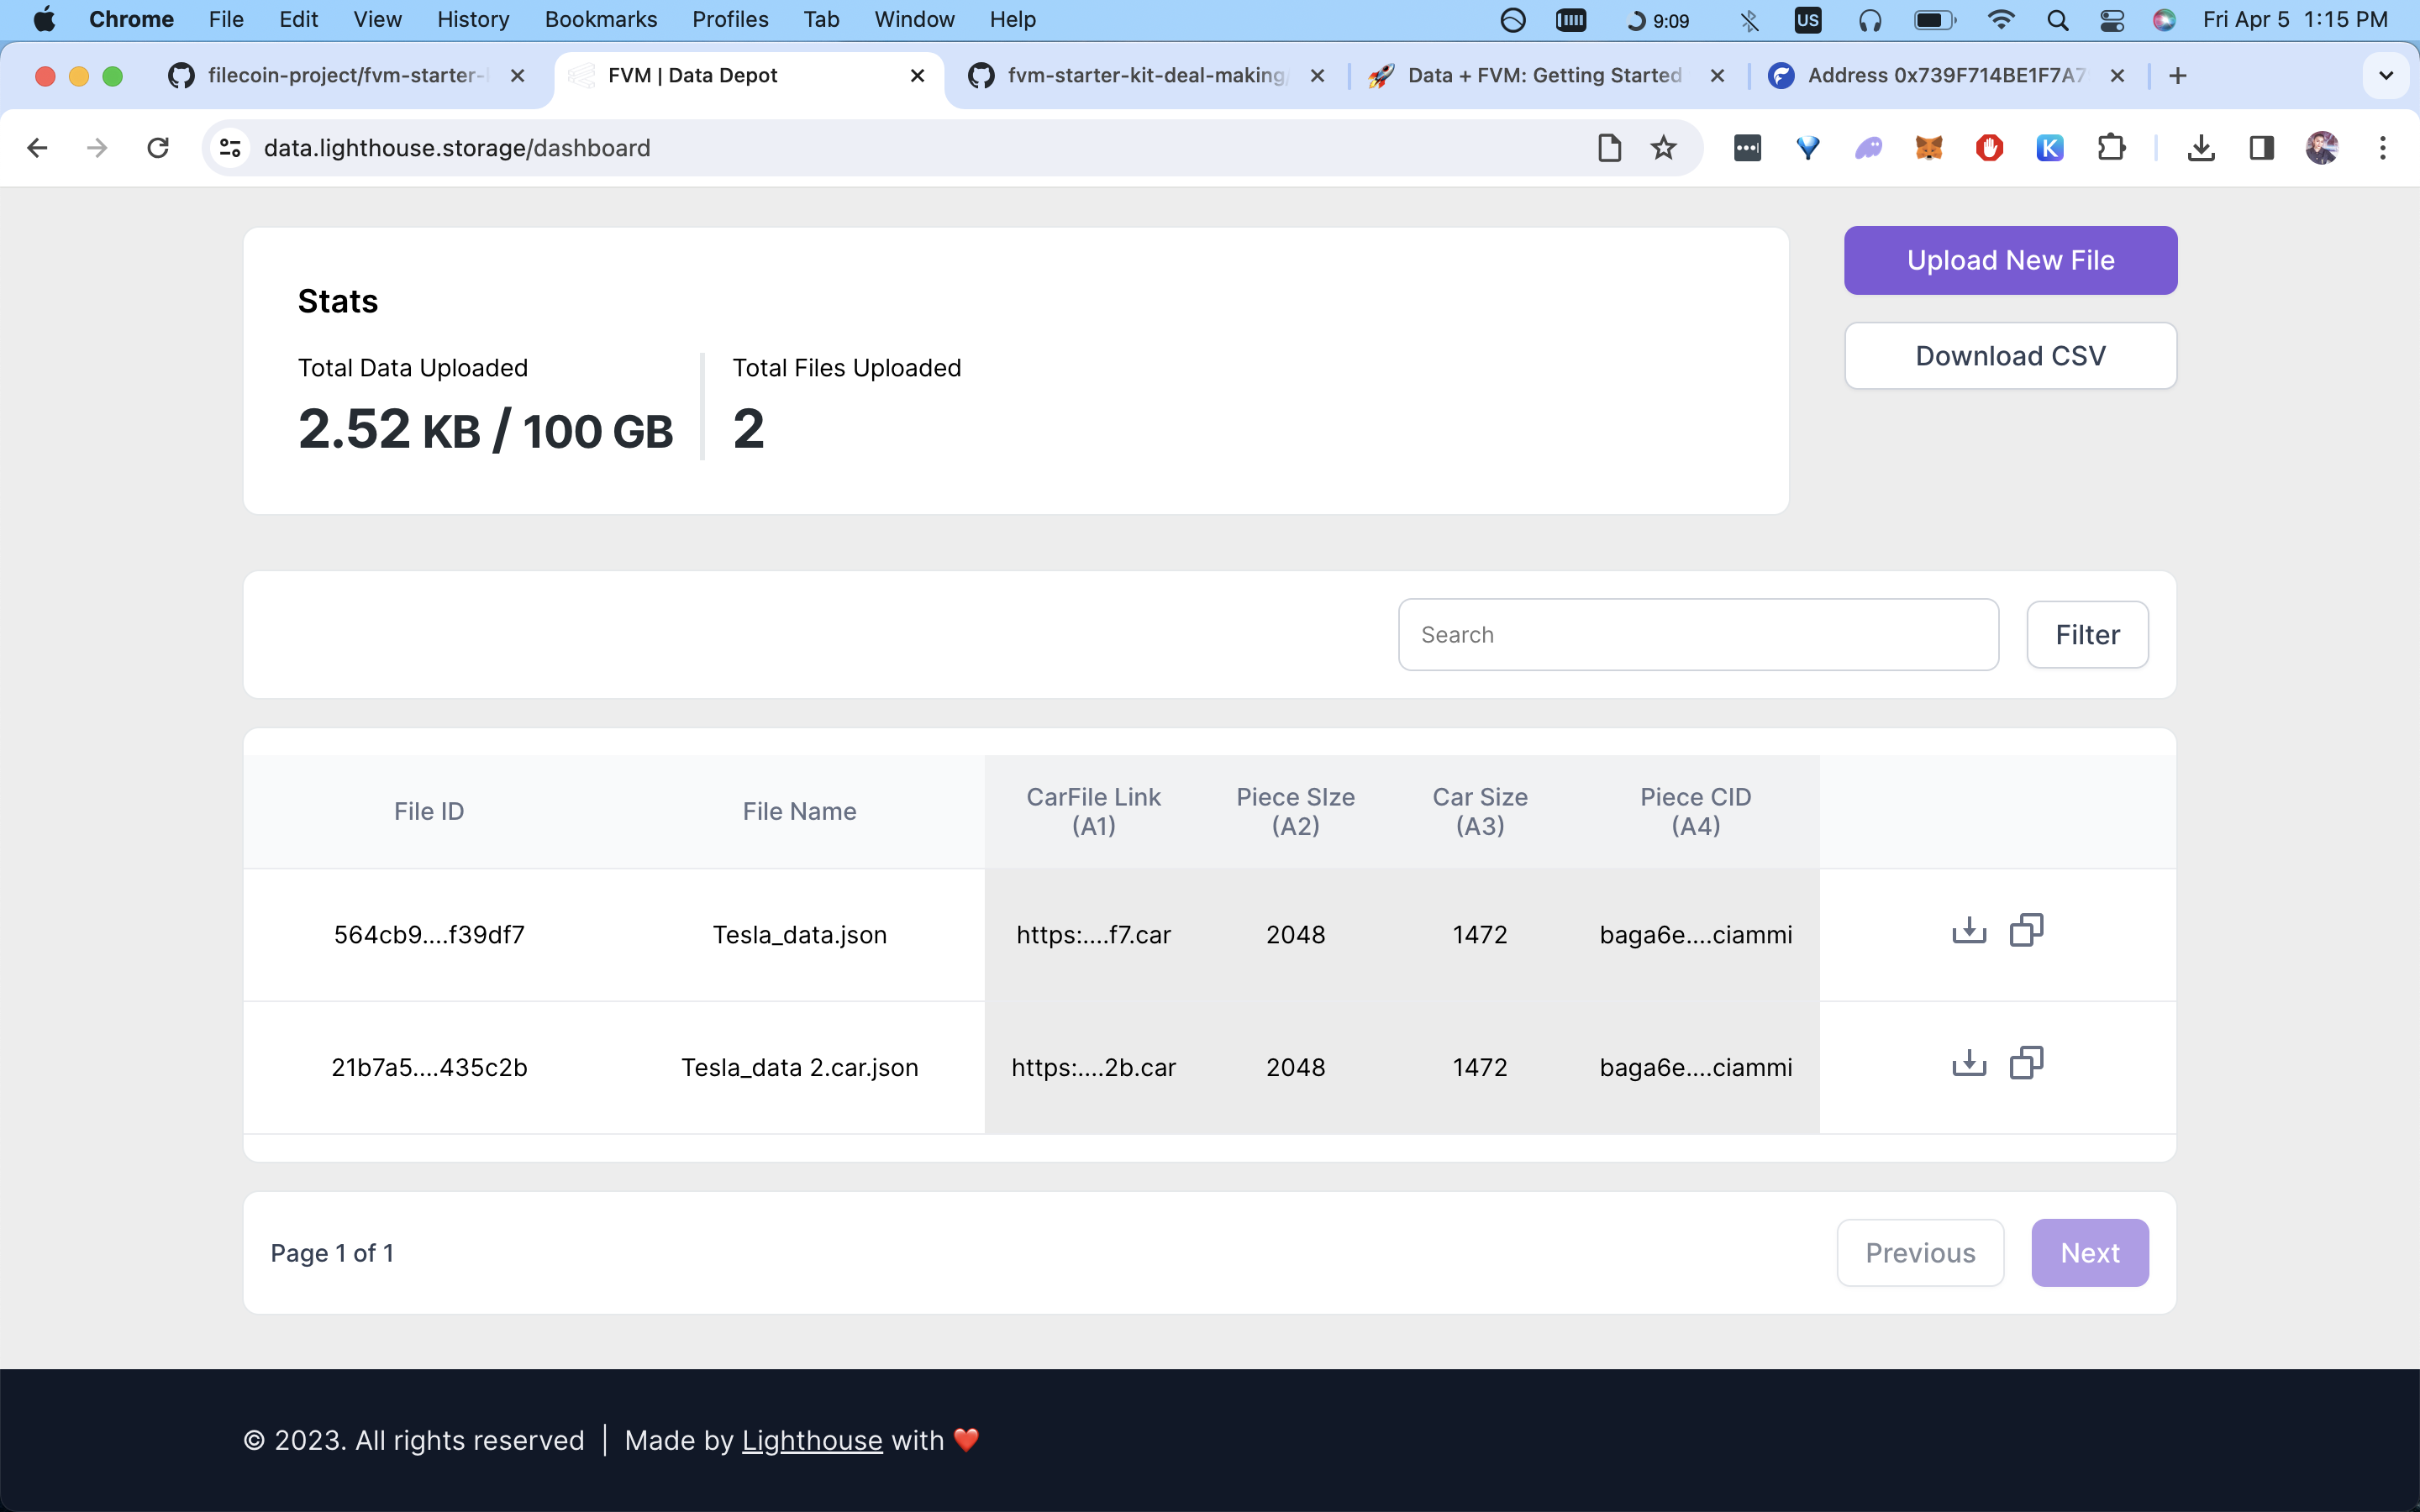 Chrome File Edit View History Bookmarks Profiles Tab Window Help 9:09 US Fri Apr 5 1:15 PM
filecoin-project/fvm-starter- FVM | Data Depot fvm-starter-kit-deal-making/ Data + FVM: Getting Started Address 0x739F714BE1F7A7
data.lighthouse.storage/dashboard K
Upload New File
Stats
Download CSV
Total Data Uploaded Total Files Uploaded
2.52 KB / 100 GB 2
Search Filter
File ID File Name CarFile Link (A1) Piece SIze (A2) Car Size (A3) Piece CID (A4)
564cb9....f39df7 Tesla_data.json https:....f7.car 2048 1472 baga6e....ciammi
21b7a5....435c2b Tesla_data 2.car.json https:....2b.car 2048 1472 baga6e....ciammi
Page 1 of 1 Previous Next
© 2023. All rights reserved | Made by Lighthouse with ❤️